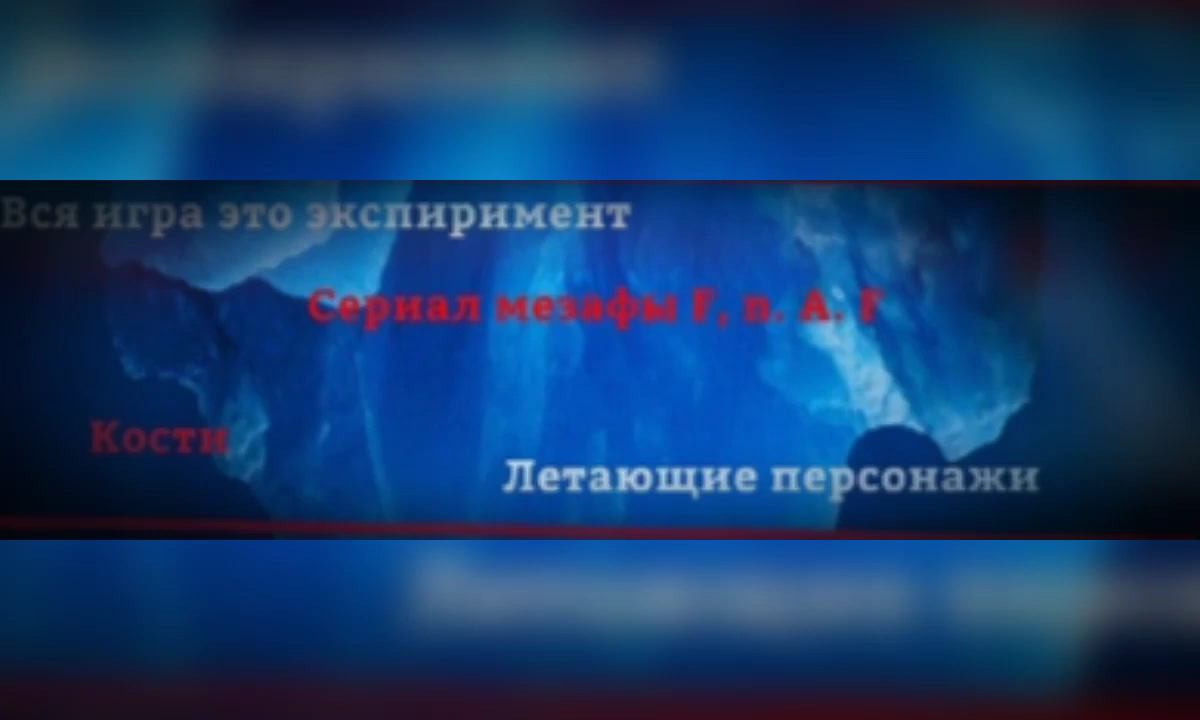 Вся игра это экспиримент
Сериал мезафы F, n. A. F
Кости
Летающие персонажи